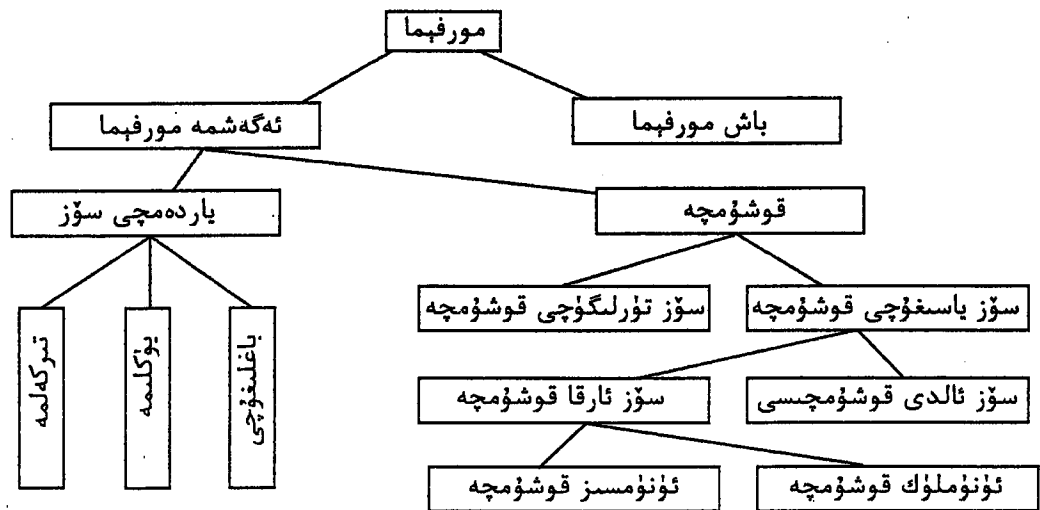 مورفېما
باش مورفېما
ئەگەشمە مورفېما
قوشۇمچە
ياردەمچى سۆز
سۆز ياسىغۇچى قوشۇمچە
سۆز تۈرلىگۈچى قوشۇمچە
باغلىغۇچى
يۈكلىمە
تىركەلمە
سۆز ئالدى قوشۇمچىسى
سۆز ئارقا قوشۇمچە
ئۈنۈملۈك قوشۇمچە
ئۈنۈمسىز قوشۇمچە